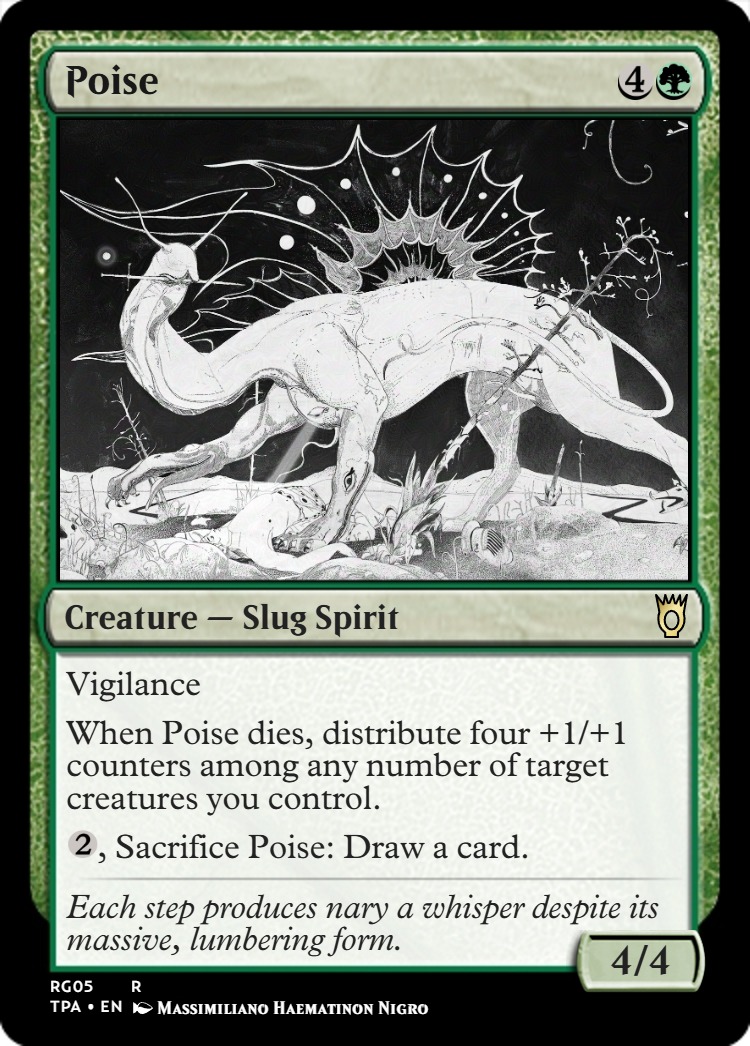 Poise
4
Creature — Slug Spirit
Vigilance
When Poise dies, distribute four +1/+1
counters among any number of target
creatures you control.
2, Sacrifice Poise: Draw a card.
Each step produces nary a whisper despite its
massive, lumbering form.
4/4
RG05 R
TPA • EN Massimiliano Haematinon Nigro